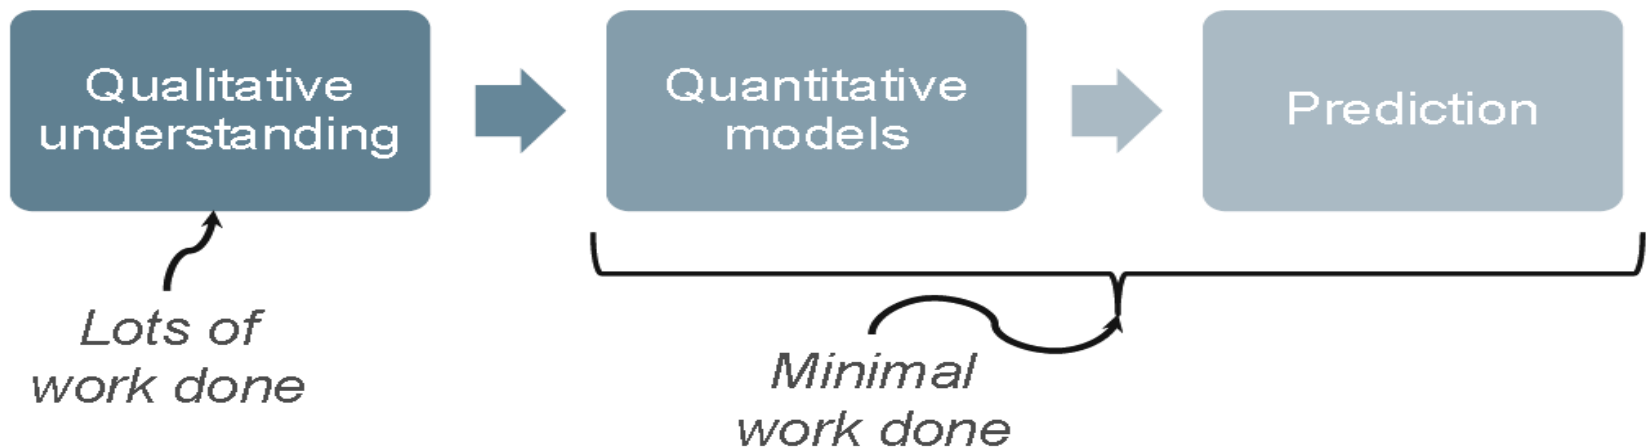 Qualitative
understanding
Quantitative
models
Prediction
Lots of
work done
Minimal
work done